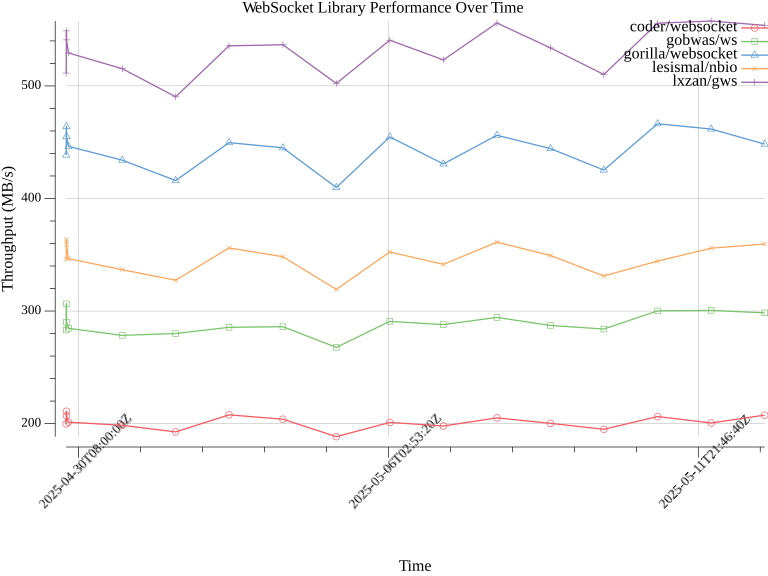 WebSocket Library Performance Over Time
coder/websocket
gobwas/ws
gorilla/websocket
lesismal/nbio
lxzan/gws
Throughput (MB/s)
500
400
300
200
2025-04-30T08:00:00Z
2025-05-06T02:53:20Z
2025-05-11T21:46:40Z
Time